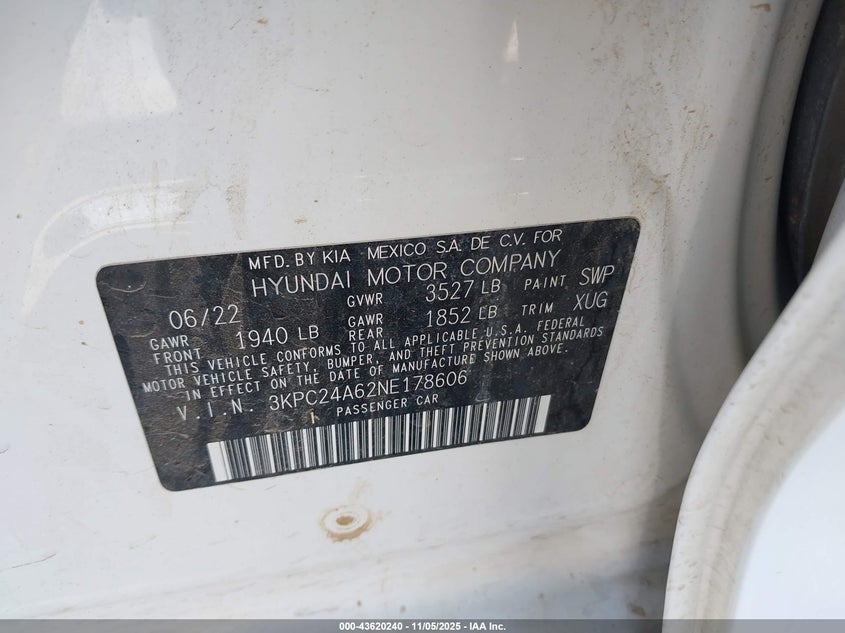 MFD. BY KIA MEXICO S.A. DE C.V. FOR
HYUNDAI MOTOR COMPANY
06/22 GVWR 3527 LB PAINT SWP
GAWR FRONT 1940 LB GAWR REAR 1852 LB TRIM XUG
THIS VEHICLE CONFORMS TO ALL APPLICABLE U.S.A. FEDERAL
MOTOR VEHICLE SAFETY, BUMPER, AND THEFT PREVENTION STANDARDS
IN EFFECT ON THE DATE OF MANUFACTURE SHOWN ABOVE.
V.I.N. 3KPC24A62NE178606
PASSENGER CAR
000-43620240 - 11/05/2025 - IAA Inc.